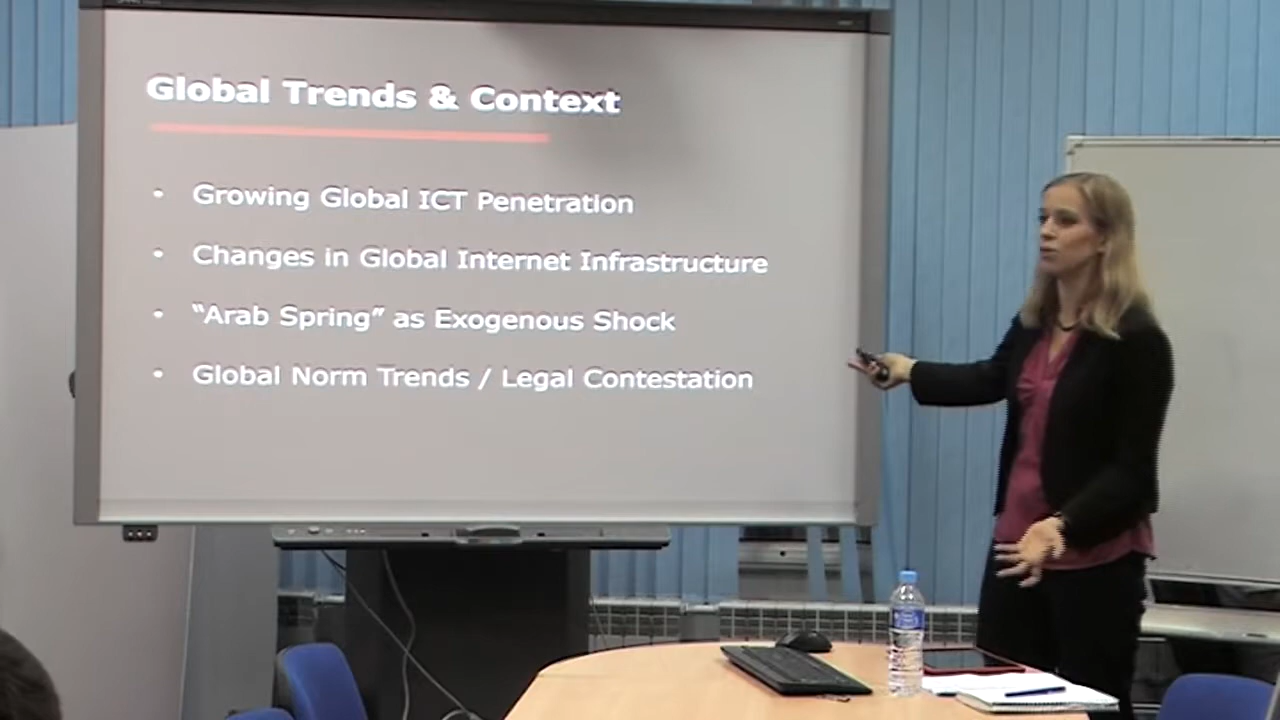 Global Trends & Context
• Growing Global ICT Penetration
• Changes in Global Internet Infrastructure
• “Arab Spring” as Exogenous Shock
• Global Norm Trends / Legal Contestation